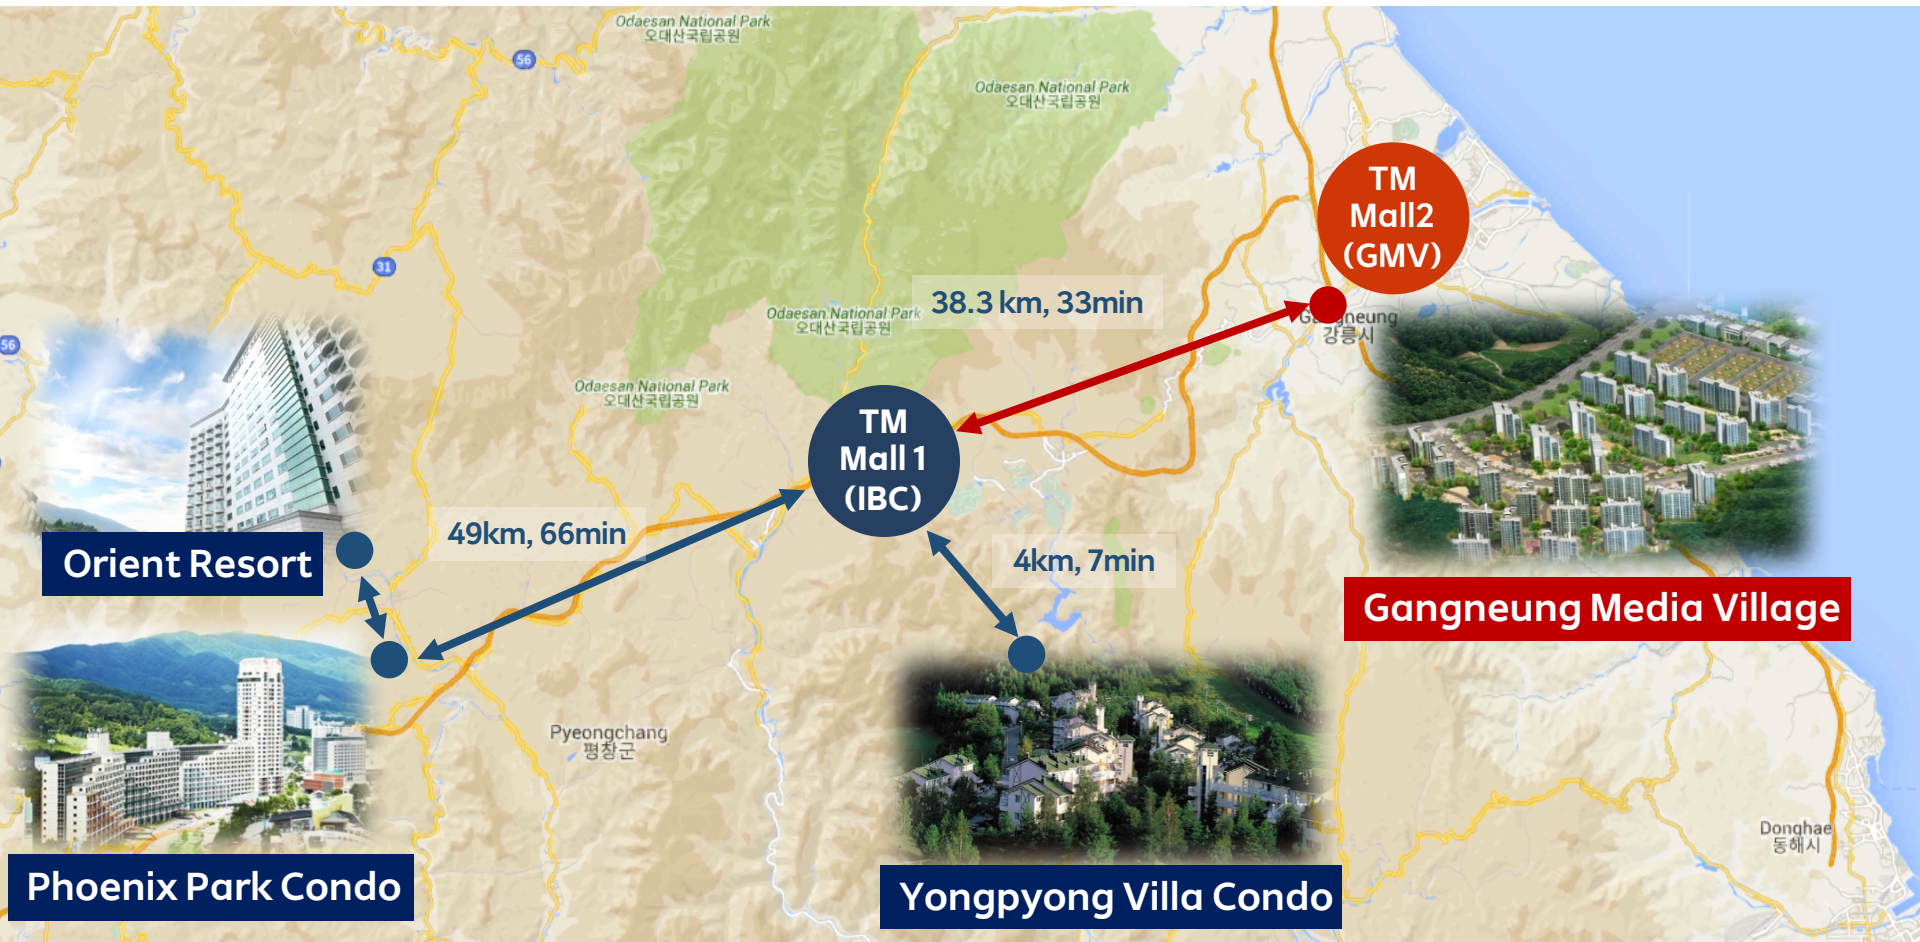 Odaesan National Park
오대산국립공원
56
Odaesan National Park
오대산국립공원
TM
Mall2
(GMV)
31
38.3 km, 33min
Odaesan National Park
오대산국립공원
Gangneung
강릉시
56
Odaesan National Park
오대산국립공원
TM
Mall 1
(IBC)
49km, 66min
4km, 7min
Orient Resort
Gangneung Media Village
Pyeongchang
평창군
Donghae
동해시
Phoenix Park Condo
Yongpyong Villa Condo